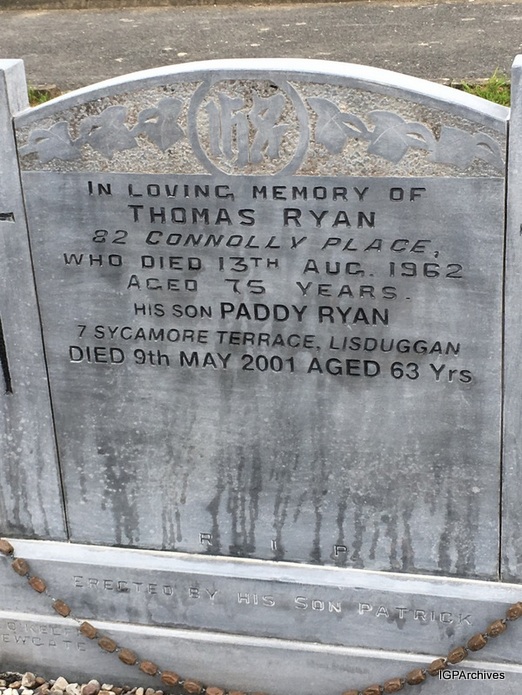 IHS
IN LOVING MEMORY OF
THOMAS RYAN
82 CONNOLLY PLACE,
WHO DIED 13TH AUG. 1962
AGED 75 YEARS.
HIS SON PADDY RYAN
7 SYCAMORE TERRACE, LISDUGGAN
DIED 9th MAY 2001 AGED 63 Yrs
R I P
ERECTED BY HIS SON PATRICK
IGPArchives